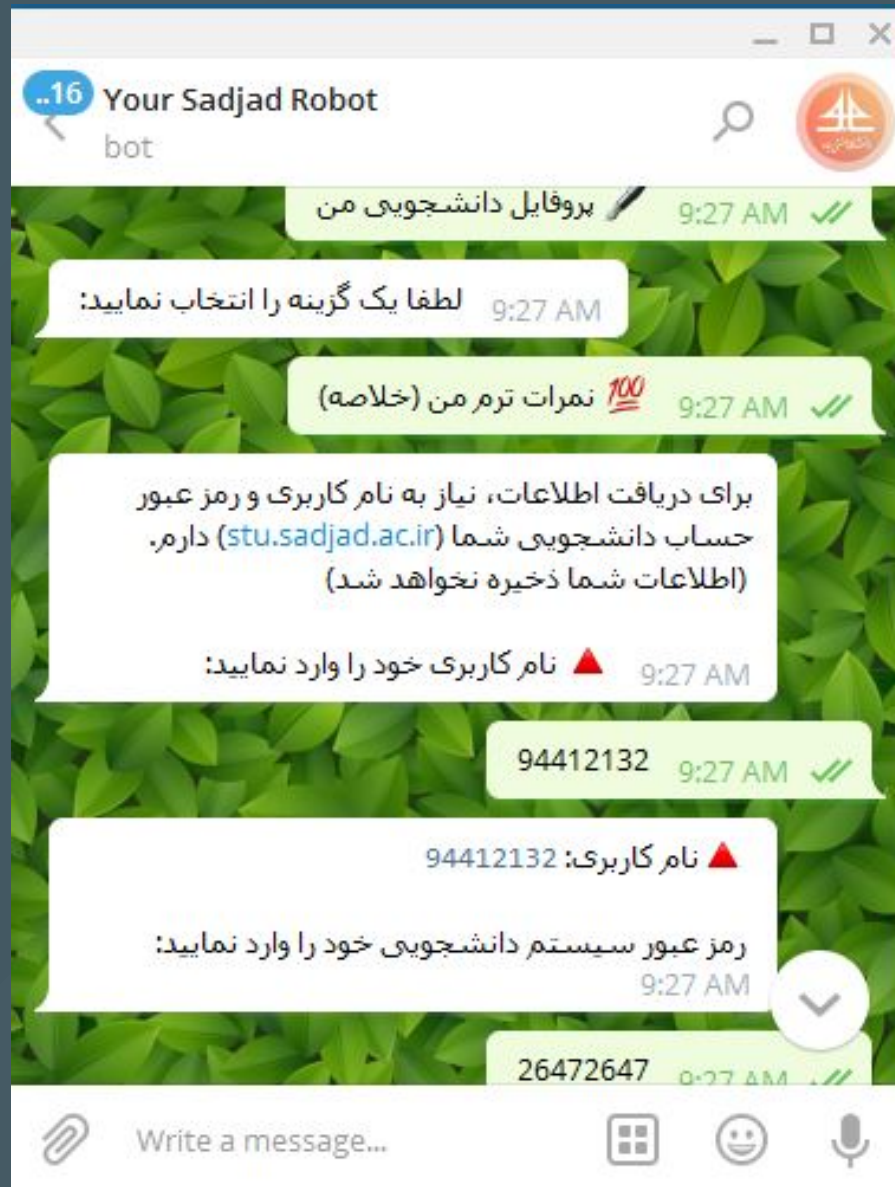 ..16
Your Sadjad Robot
bot
پروفایل دانشجویی من
9:27 AM
لطفا یک گزینه را انتخاب نمایید:
9:27 AM
💯 نمرات ترم من (خلاصه)
9:27 AM
برای دریافت اطلاعات، نیاز به نام کاربری و رمز عبور
حساب دانشجویی شما (stu.sadjad.ac.ir) دارم.
(اطلاعات شما ذخیره نخواهد شد)
🔺 نام کاربری خود را وارد نمایید:
9:27 AM
94412132
9:27 AM
🔺 نام کاربری: 94412132
رمز عبور سیستم دانشجویی خود را وارد نمایید:
9:27 AM
26472647
9:27 AM
Write a message...